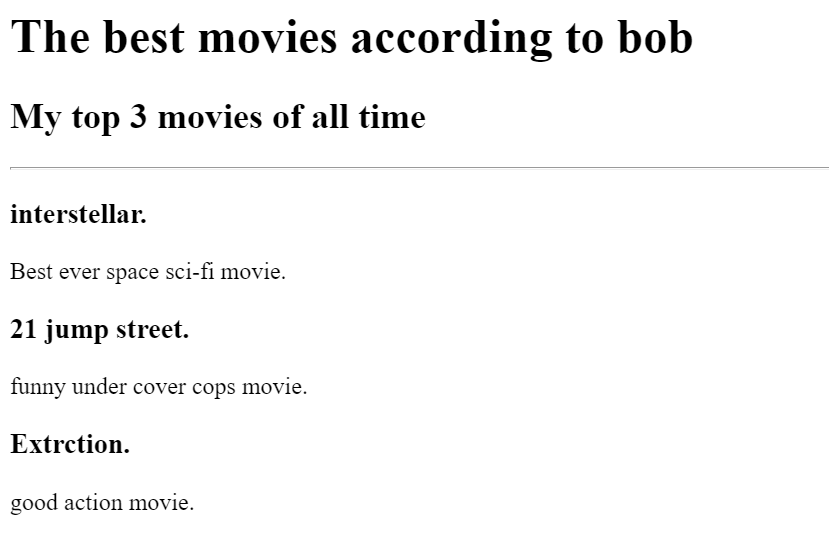 The best movies according to bob
My top 3 movies of all time
interstellar.
Best ever space sci-fi movie.
21 jump street.
funny under cover cops movie.
Extrction.
good action movie.